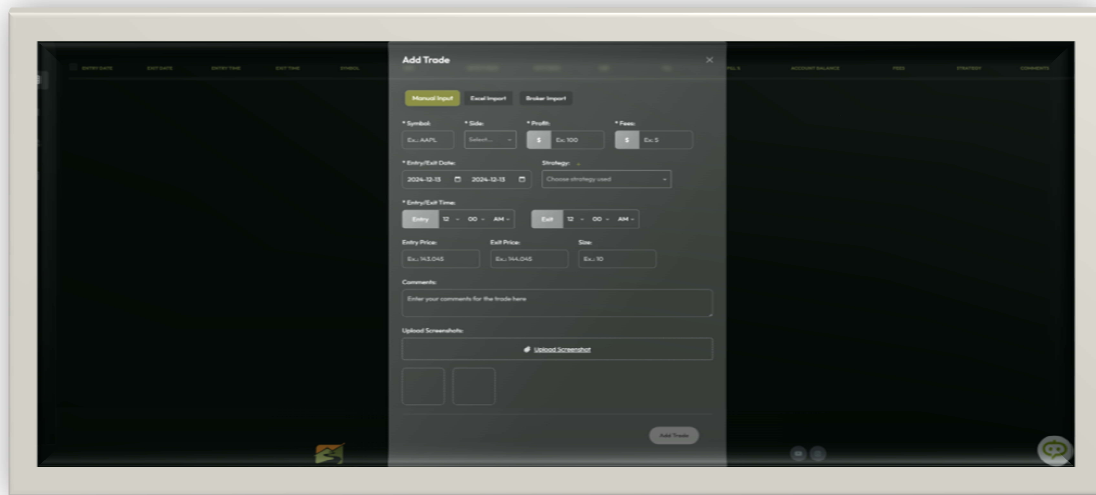 ENTRY DATE EXIT DATE ENTRY TIME EXIT TIME SYMBOL ACCOUNT BALANCE FEES STRATEGY COMMENTS
Add Trade
Manual Input Excel Import Broker Import
* Symbol: * Side: * Profit: * Fees:
Ex.: AAPL Select... $ Ex: 100 $ Ex: 5
* Entry/Exit Date: Strategy:
2024-12-13 2024-12-13 Choose strategy used
* Entry/Exit Time:
Entry 12 00 AM Exit 12 00 AM
Entry Price: Exit Price: Size:
Ex.: 143.045 Ex.: 144.045 Ex.: 10
Comments:
Enter your comments for the trade here
Upload Screenshots:
Upload Screenshot
Add Trade